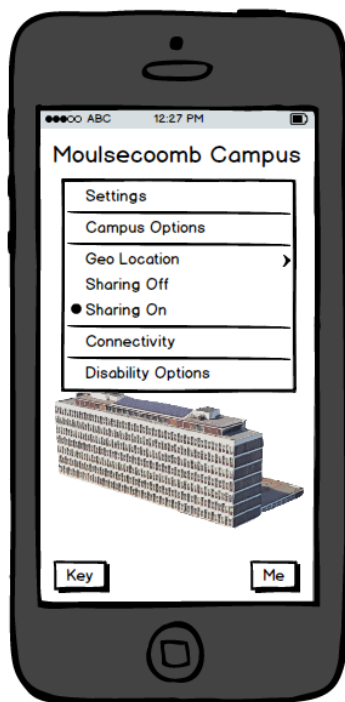 ABC 12:27 PM
Moulsecoomb Campus
Settings
Campus Options
Geo Location
Sharing Off
Sharing On
Connectivity
Disability Options
Key Me